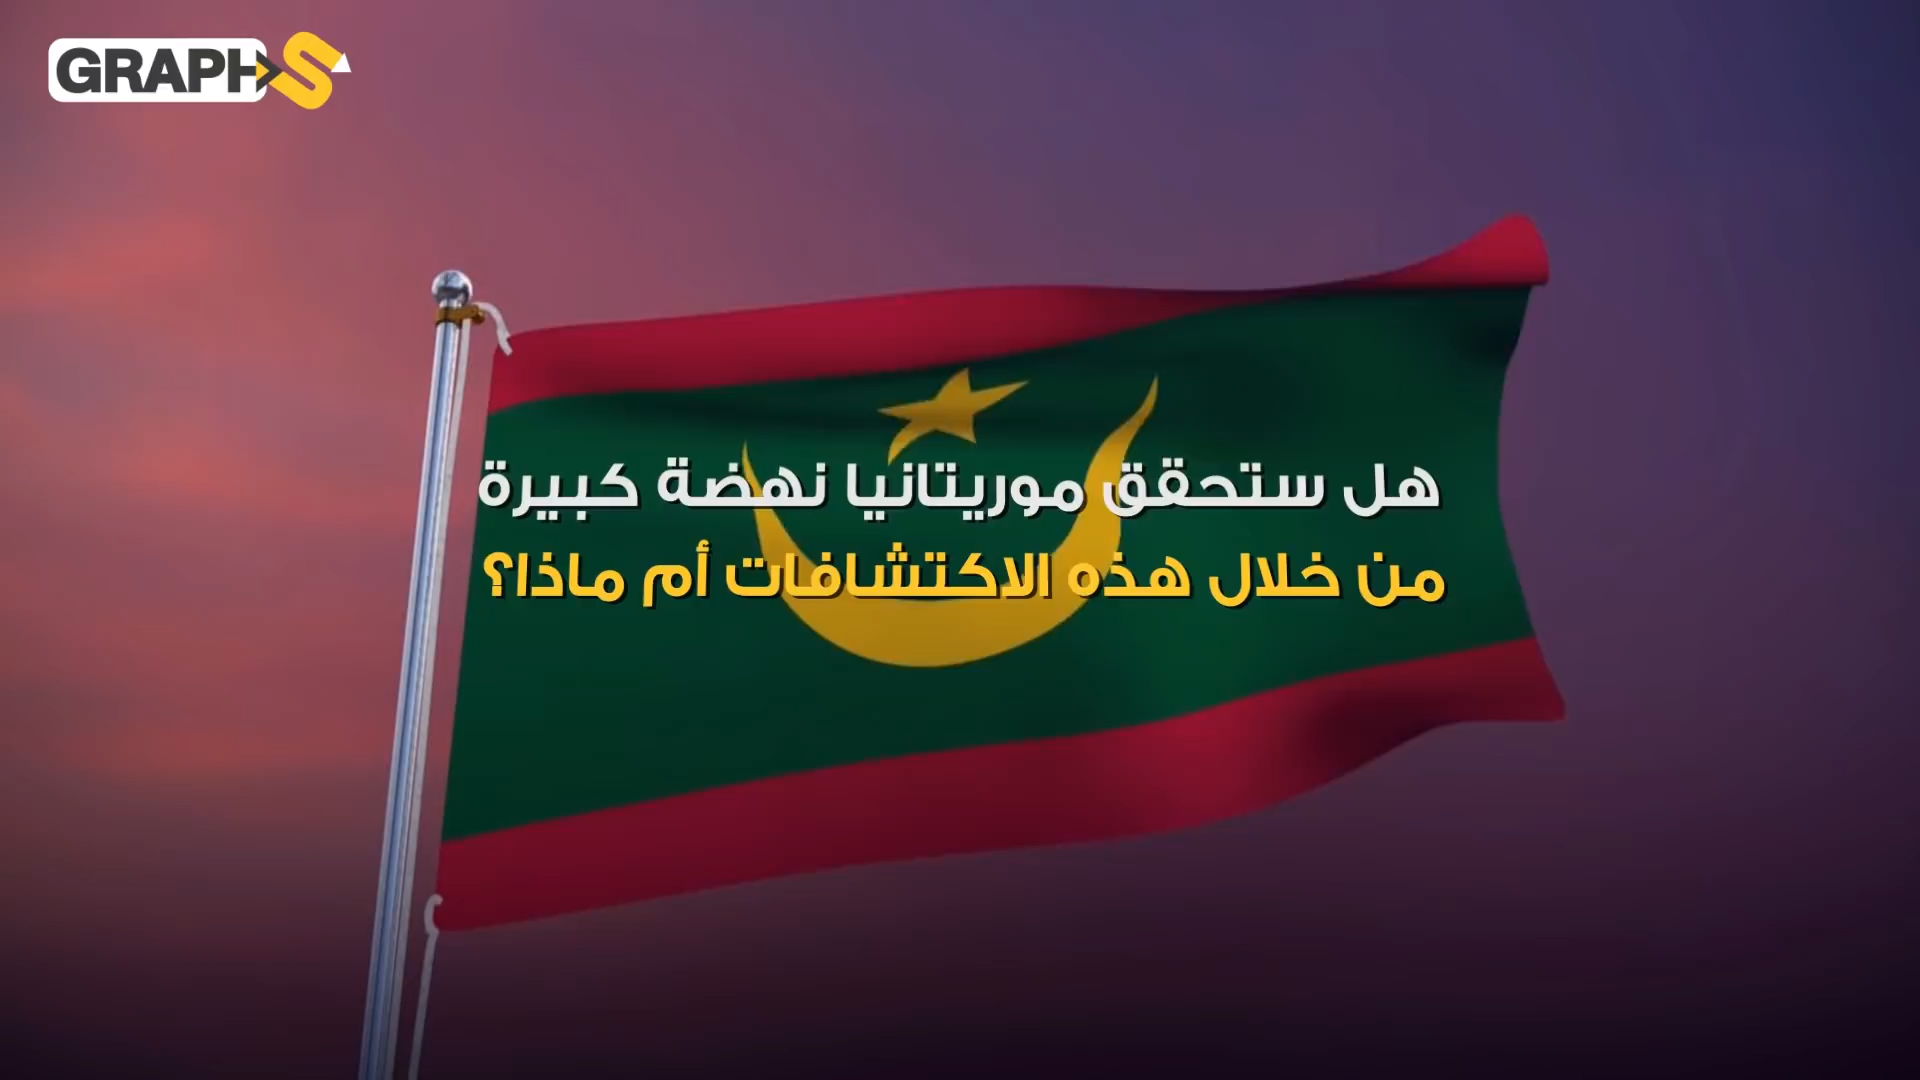 GRAPHS
هل ستحقق موريتانيا نهضة كبيرة
من خلال هذه الاكتشافات أم ماذا؟